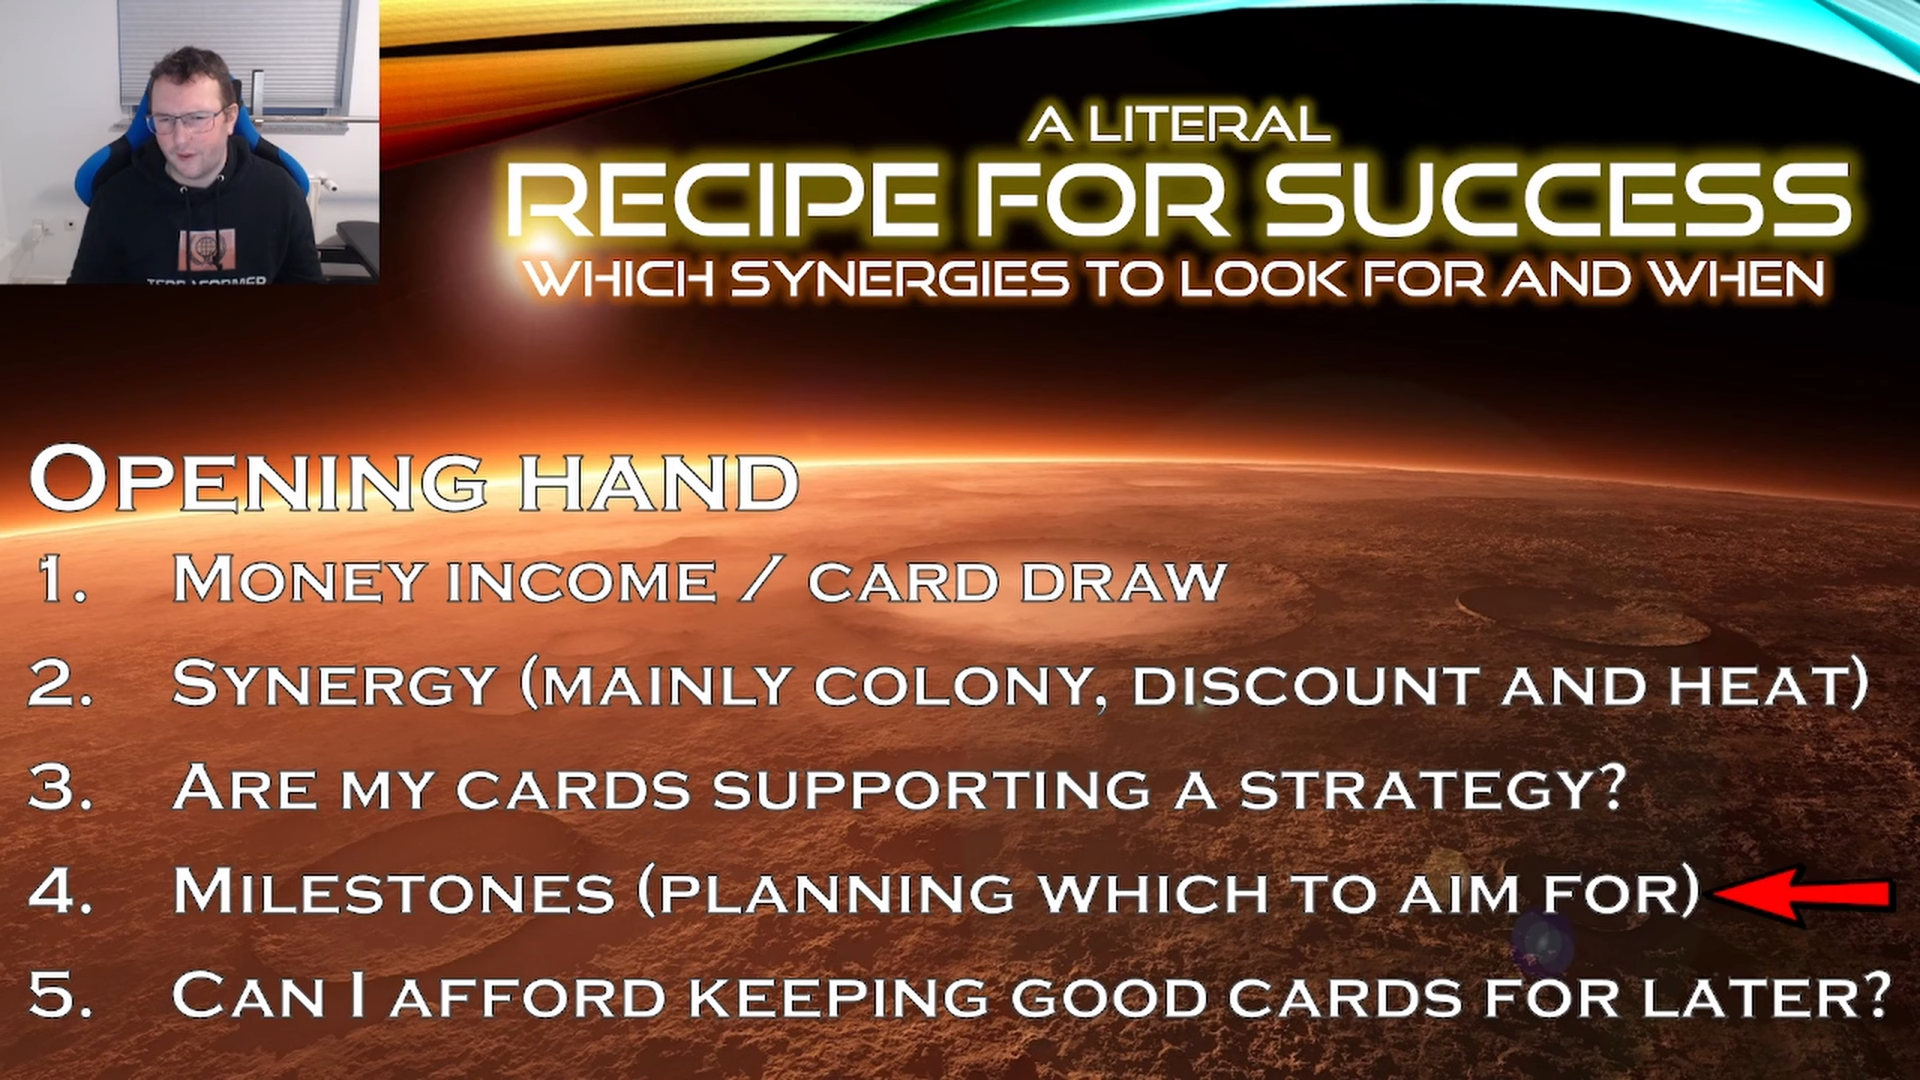 A LITERAL
RECIPE FOR SUCCESS
WHICH SYNERGIES TO LOOK FOR AND WHEN
OPENING HAND
1. MONEY INCOME / CARD DRAW
2. SYNERGY (MAINLY COLONY, DISCOUNT AND HEAT)
3. ARE MY CARDS SUPPORTING A STRATEGY?
4. MILESTONES (PLANNING WHICH TO AIM FOR)
5. CAN I AFFORD KEEPING GOOD CARDS FOR LATER?